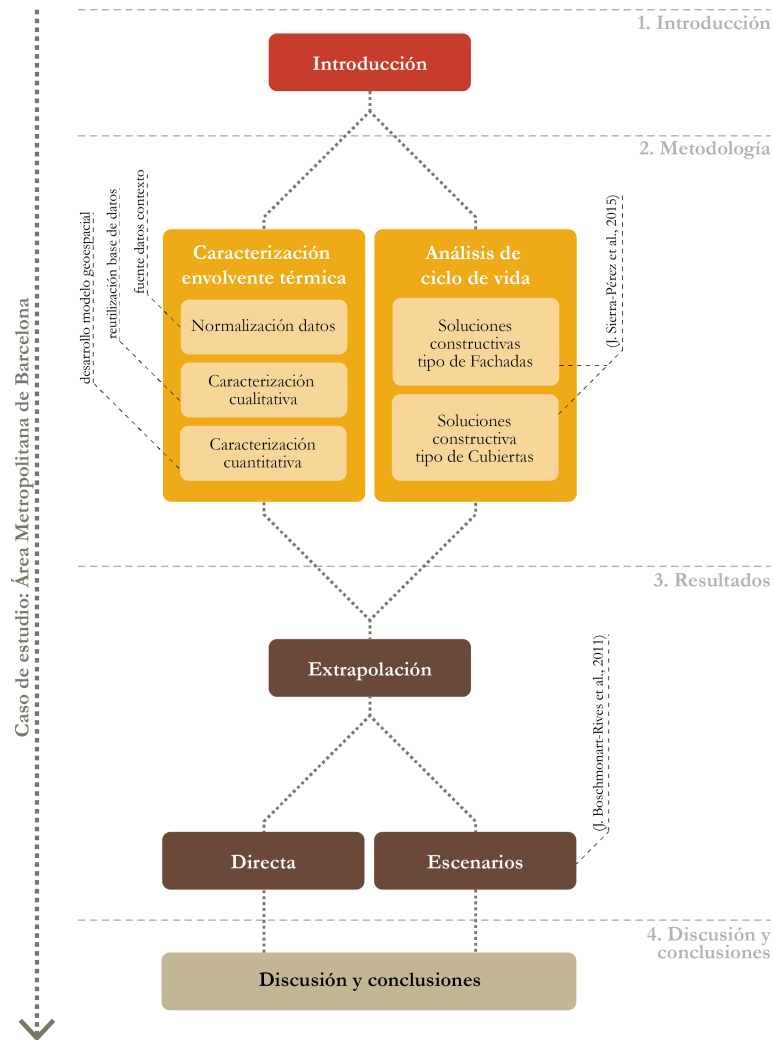 1. Introducción
Introducción
2. Metodología
desarrollo modelo geoespacial
reutilización base de datos
fuente datos contexto
(J. Sierra-Pérez et al., 2015)
Caracterización
envolvente térmica
Normalización datos
Caracterización
cualitativa
Caracterización
cuantitativa
Análisis de
ciclo de vida
Soluciones
constructivas
tipo de Fachadas
Soluciones
constructiva
tipo de Cubiertas
Caso de estudio: Área Metropolitana de Barcelona
3. Resultados
Extrapolación
(J. Boschmonart-Rives et al., 2011)
Directa
Escenarios
4. Discusión y
conclusiones
Discusión y conclusiones